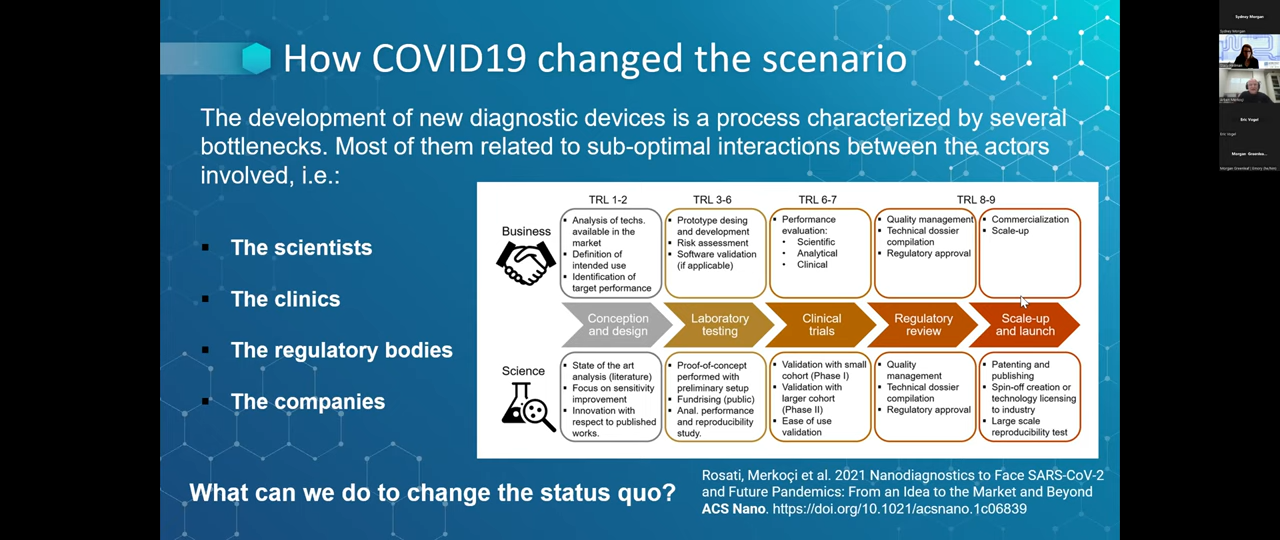 How COVID19 changed the scenario
The development of new diagnostic devices is a process characterized by several
bottlenecks. Most of them related to sub-optimal interactions between the actors
involved, i.e.:
▪ The scientists
▪ The clinics
▪ The regulatory bodies
▪ The companies
TRL 1-2
TRL 3-6
TRL 6-7
TRL 8-9
Business
▪ Analysis of techs.
available in the
market
▪ Definition of
intended use
▪ Identification of
target performance
▪ Prototype desing
and development
▪ Risk assessment
▪ Software validation
(if applicable)
▪ Performance
evaluation:
• Scientific
• Analytical
• Clinical
▪ Quality management
▪ Technical dossier
compilation
▪ Regulatory approval
▪ Commercialization
▪ Scale-up
Conception
and design
Laboratory
testing
Clinical
trials
Regulatory
review
Scale-up
and launch
Science
▪ State of the art
analysis (literature)
▪ Focus on sensitivity
improvement
▪ Innovation with
respect to published
works.
▪ Proof-of-concept
performed with
preliminary setup
▪ Fundrising (public)
▪ Anal. performance
and reproducibility
study.
▪ Validation with small
cohort (Phase I)
▪ Validation with
larger cohort
(Phase II)
▪ Ease of use
validation
▪ Quality
management
▪ Technical dossier
compilation
▪ Regulatory approval
▪ Patenting and
publishing
▪ Spin-off creation or
technology licensing
to industry
▪ Large scale
reproducibility test
What can we do to change the status quo?
Rosati, Merkoçi et al. 2021 Nanodiagnostics to Face SARS-CoV-2
and Future Pandemics: From an Idea to the Market and Beyond
ACS Nano. https://doi.org/10.1021/acsnano.1c06839
Sydney Morgan
Sydney Morgan
Eric Vogel
Eric Vogel
Morgan Greenlea...